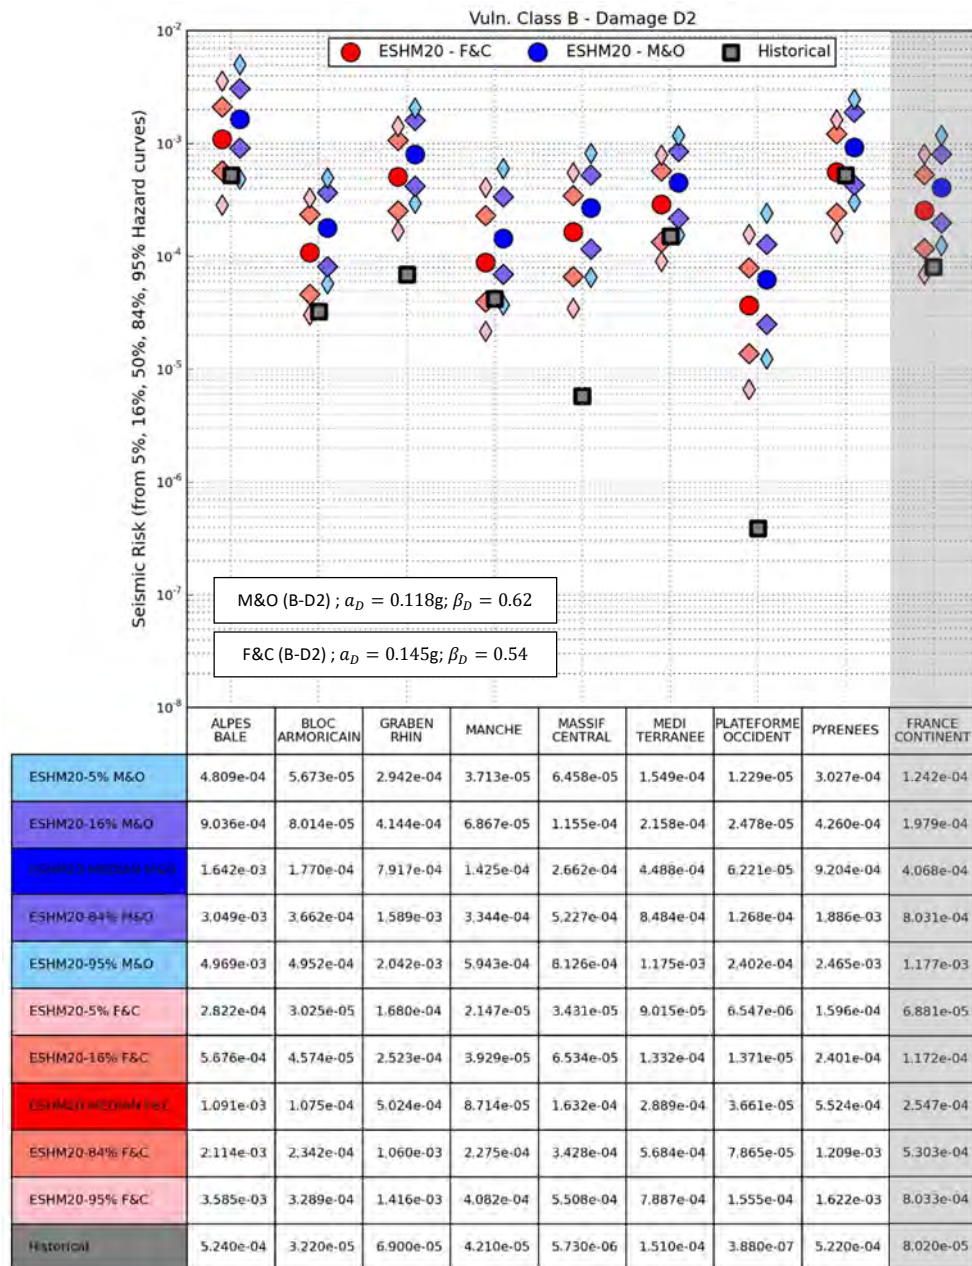 Vuln. Class B - Damage D2
ESHM20 - F&C ESHM20 - M&O Historical
Seismic Risk (from 5%, 16%, 50%, 84%, 95% Hazard curves)
10⁻²
10⁻³
10⁻⁴
10⁻⁵
10⁻⁶
10⁻⁷
10⁻⁸
M&O (B-D2) ; a_D = 0.118g; β_D = 0.62
F&C (B-D2) ; a_D = 0.145g; β_D = 0.54
ALPES BLOC GRABEN MANCHE MASSIF MEDI PLATEFORME PYRENEES FRANCE
BALE ARMORICAIN RHIN CENTRAL TERRANEE OCCIDENT CONTINENT
ESHM20-5% M&O 4.809e-04 5.673e-05 2.942e-04 3.713e-05 6.458e-05 1.549e-04 1.229e-05 3.027e-04 1.242e-04
ESHM20-16% M&O 9.036e-04 8.014e-05 4.144e-04 6.867e-05 1.155e-04 2.158e-04 2.478e-05 4.260e-04 1.979e-04
ESHM20-MEDIAN M&O 1.642e-03 1.770e-04 7.917e-04 1.425e-04 2.662e-04 4.488e-04 6.221e-05 9.204e-04 4.068e-04
ESHM20-84% M&O 3.049e-03 3.662e-04 1.589e-03 3.344e-04 5.227e-04 8.484e-04 1.268e-04 1.886e-03 8.031e-04
ESHM20-95% M&O 4.969e-03 4.952e-04 2.042e-03 5.943e-04 8.126e-04 1.175e-03 2.402e-04 2.465e-03 1.177e-03
ESHM20-5% F&C 2.822e-04 3.025e-05 1.680e-04 2.147e-05 3.431e-05 9.015e-05 6.547e-06 1.596e-04 6.881e-05
ESHM20-16% F&C 5.676e-04 4.574e-05 2.523e-04 3.929e-05 6.534e-05 1.332e-04 1.371e-05 2.401e-04 1.172e-04
ESHM20-MEDIAN F&C 1.091e-03 1.075e-04 5.024e-04 8.714e-05 1.632e-04 2.889e-04 3.661e-05 5.524e-04 2.547e-04
ESHM20-84% F&C 2.114e-03 2.342e-04 1.060e-03 2.275e-04 3.428e-04 5.684e-04 7.865e-05 1.209e-03 5.303e-04
ESHM20-95% F&C 3.585e-03 3.289e-04 1.416e-03 4.082e-04 5.508e-04 7.887e-04 1.555e-04 1.622e-03 8.033e-04
Historical 5.240e-04 3.220e-05 6.900e-05 4.210e-05 5.730e-06 1.510e-04 3.880e-07 5.220e-04 8.020e-05